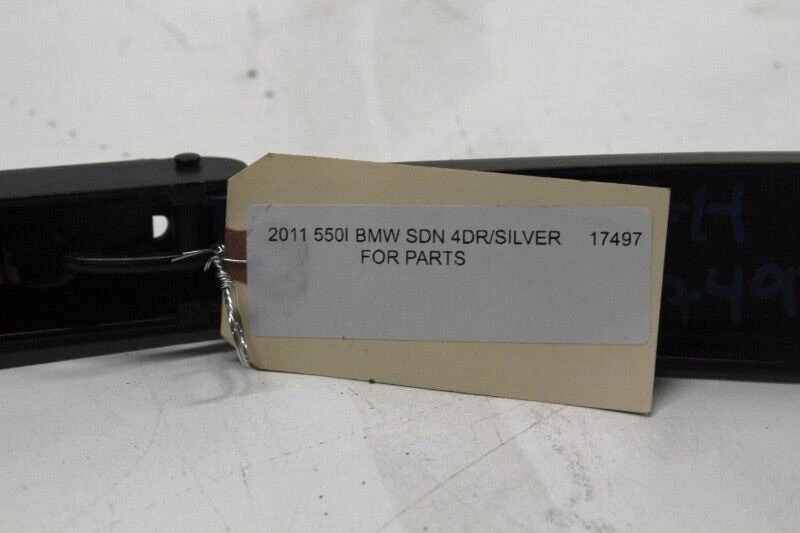 2011 550I BMW SDN 4DR/SILVER 17497
FOR PARTS